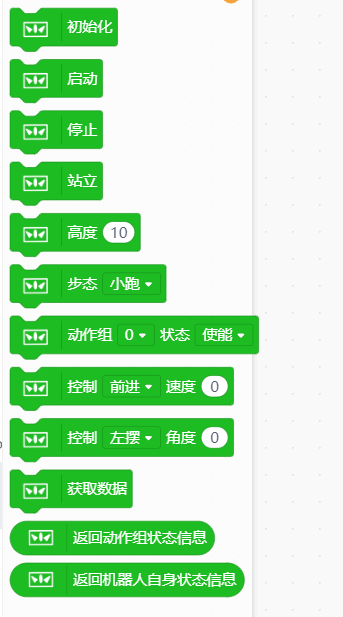 初始化
启动
停止
站立
高度 10
步态 小跑
动作组 0 状态 使能
控制 前进 速度 0
控制 左摆 角度 0
获取数据
返回动作组状态信息
返回机器人自身状态信息